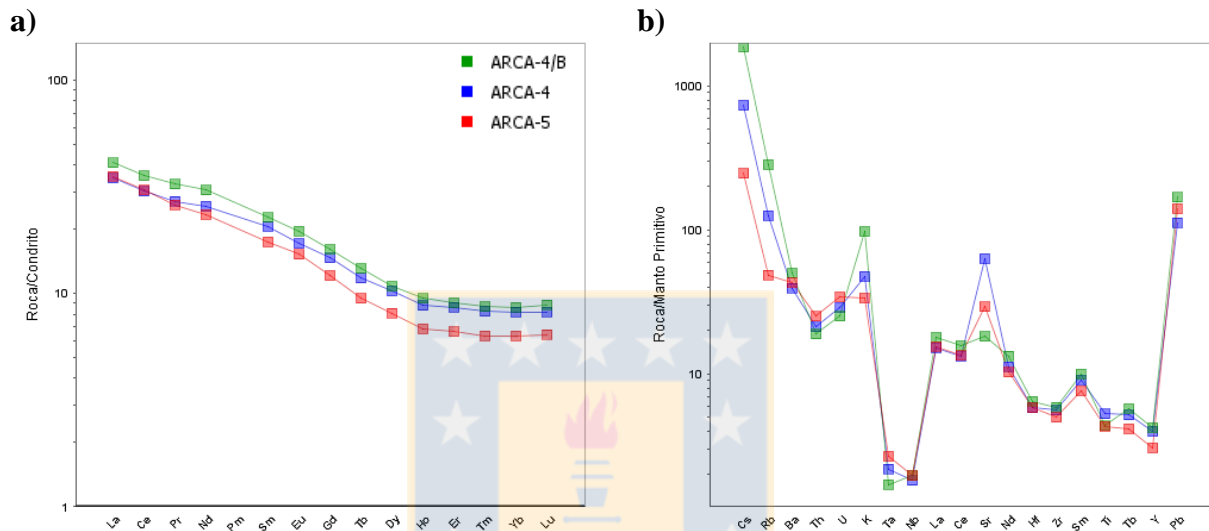 a)
b)
100
10
1
Roca/Condrito
ARCA-4/B
ARCA-4
ARCA-5
La Ce Pr Nd Pm Sm Eu Gd Tb Dy Ho Er Tm Yb Lu
1000
100
10
Roca/Manto Primitivo
Cs Rb Ba Th U K Ta Nb La Ce Sr Nd Hf Zr Sm Ti Tb Y Pb